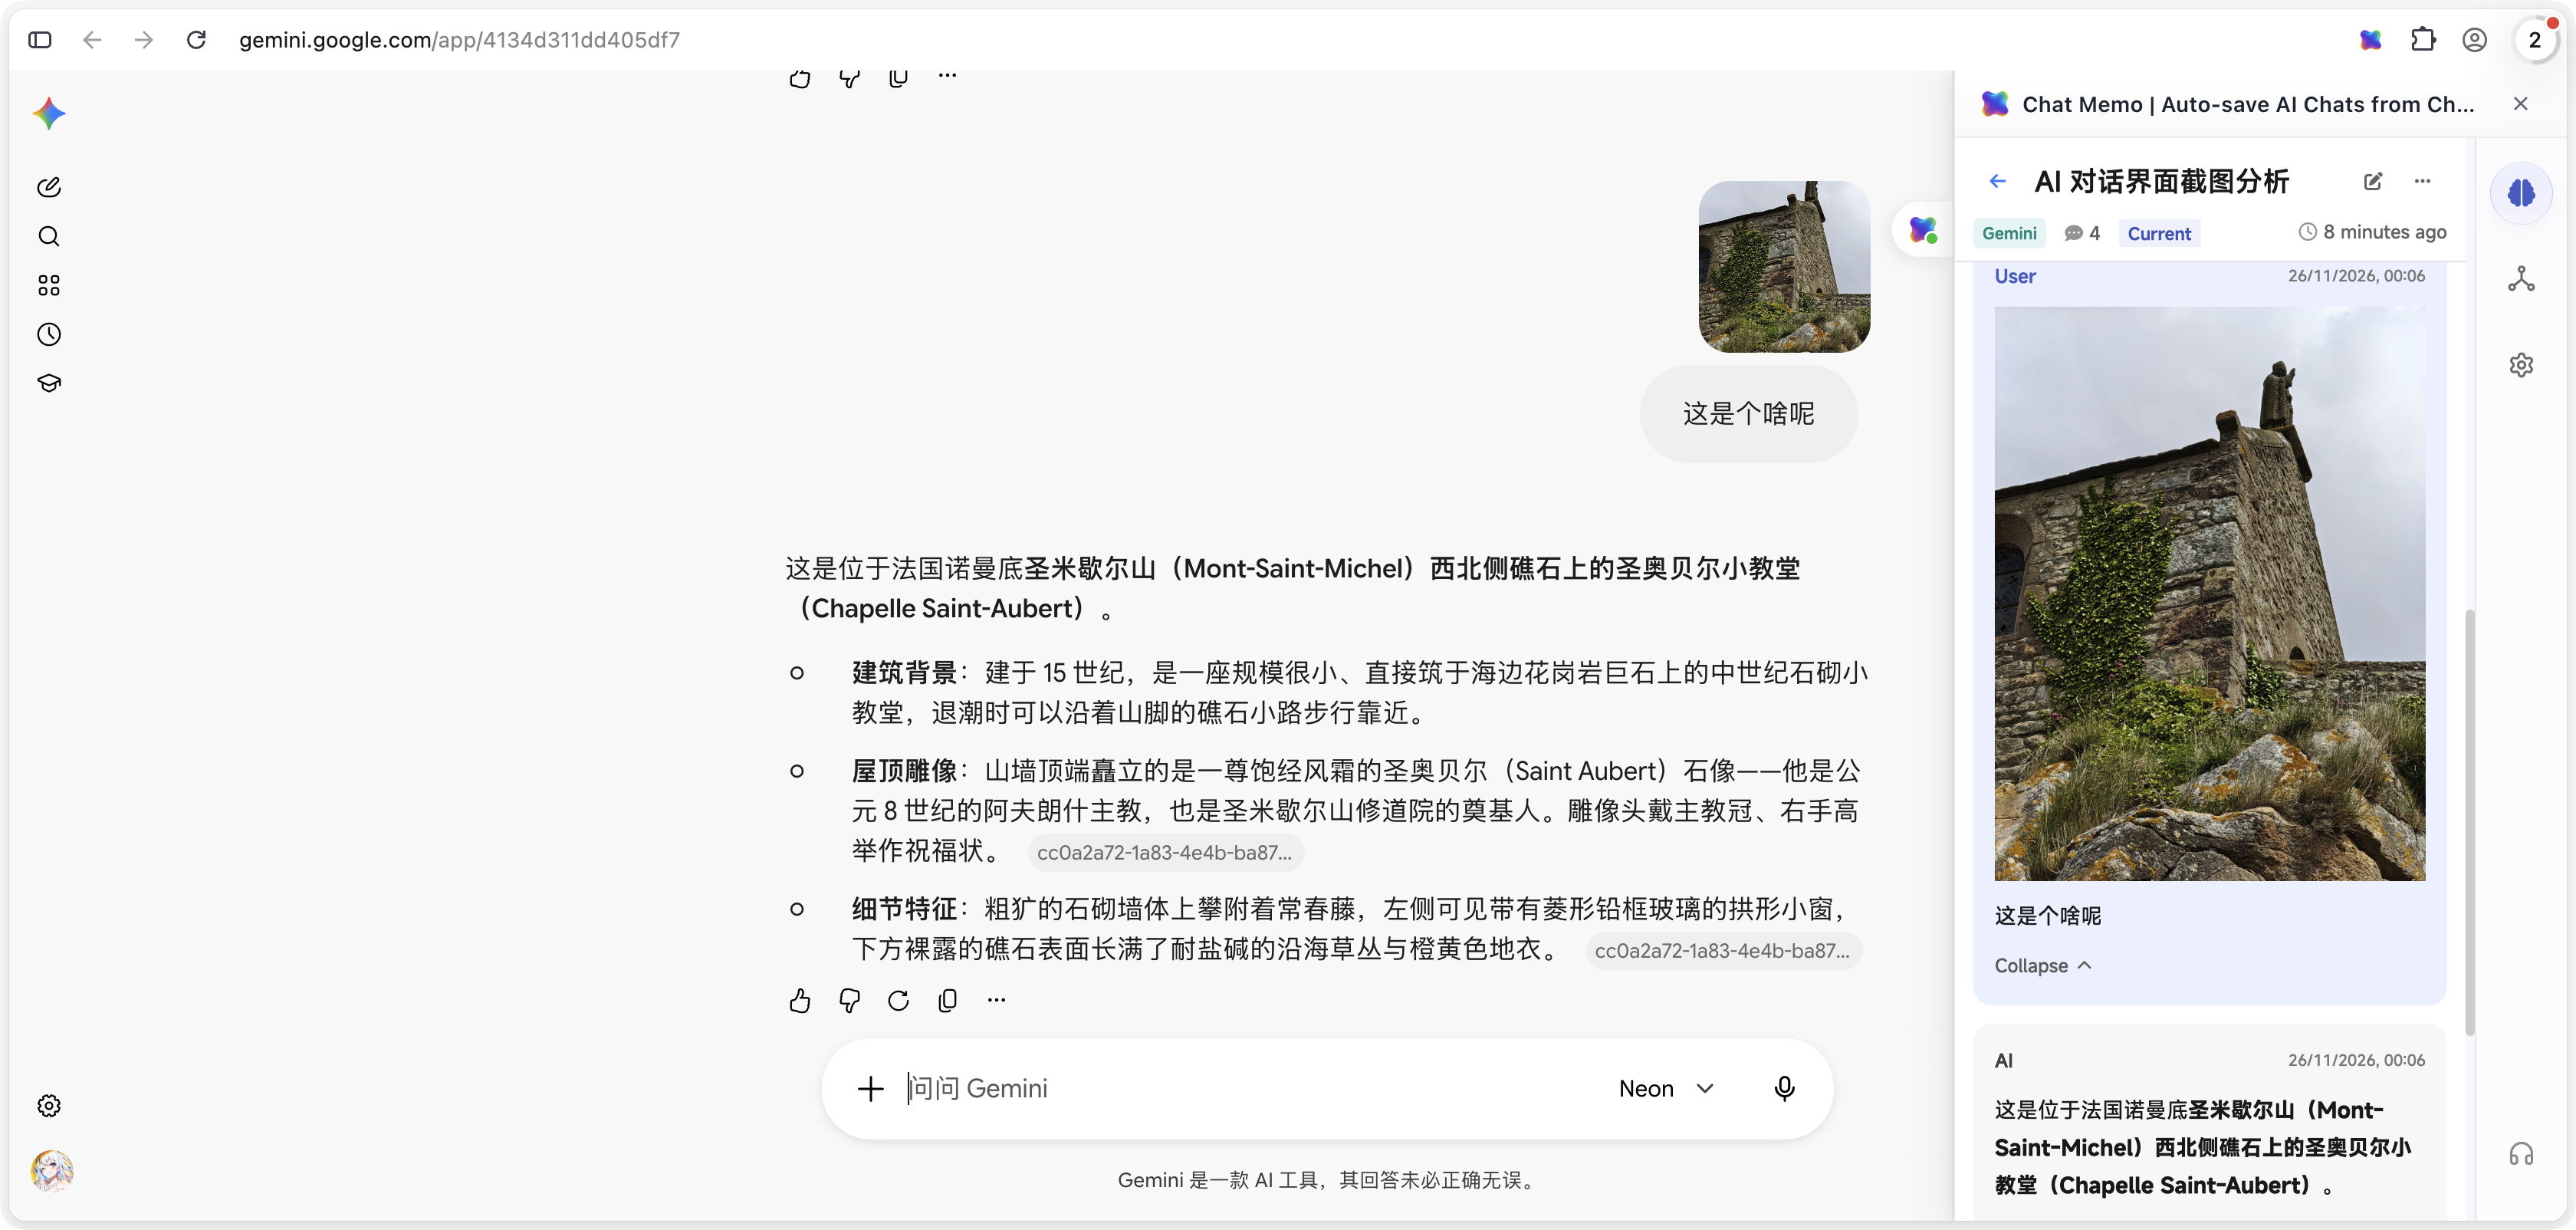 gemini.google.com/app/4134d311dd405df7
2
这是个啥呢
这是位于法国诺曼底圣米歇尔山（Mont-Saint-Michel）西北侧礁石上的圣奥贝尔小教堂
（Chapelle Saint-Aubert）。
建筑背景：建于 15 世纪，是一座规模很小、直接筑于海边花岗岩巨石上的中世纪石砌小
教堂，退潮时可以沿着山脚的礁石小路步行靠近。
屋顶雕像：山墙顶端矗立的是一尊饱经风霜的圣奥贝尔（Saint Aubert）石像——他是公
元 8 世纪的阿夫朗什主教，也是圣米歇尔山修道院的奠基人。雕像头戴主教冠、右手高
举作祝福状。 cc0a2a72-1a83-4e4b-ba87...
细节特征：粗犷的石砌墙体上攀附着常春藤，左侧可见带有菱形铅框玻璃的拱形小窗，
下方裸露的礁石表面长满了耐盐碱的沿海草丛与橙黄色地衣。 cc0a2a72-1a83-4e4b-ba87...
问问 Gemini
Neon
Gemini 是一款 AI 工具，其回答未必正确无误。
Chat Memo | Auto-save AI Chats from Ch...
AI 对话界面截图分析
Gemini 4 Current 8 minutes ago
User 26/11/2026, 00:06
这是个啥呢
Collapse
AI 26/11/2026, 00:06
这是位于法国诺曼底圣米歇尔山（Mont-
Saint-Michel）西北侧礁石上的圣奥贝尔小
教堂（Chapelle Saint-Aubert）。